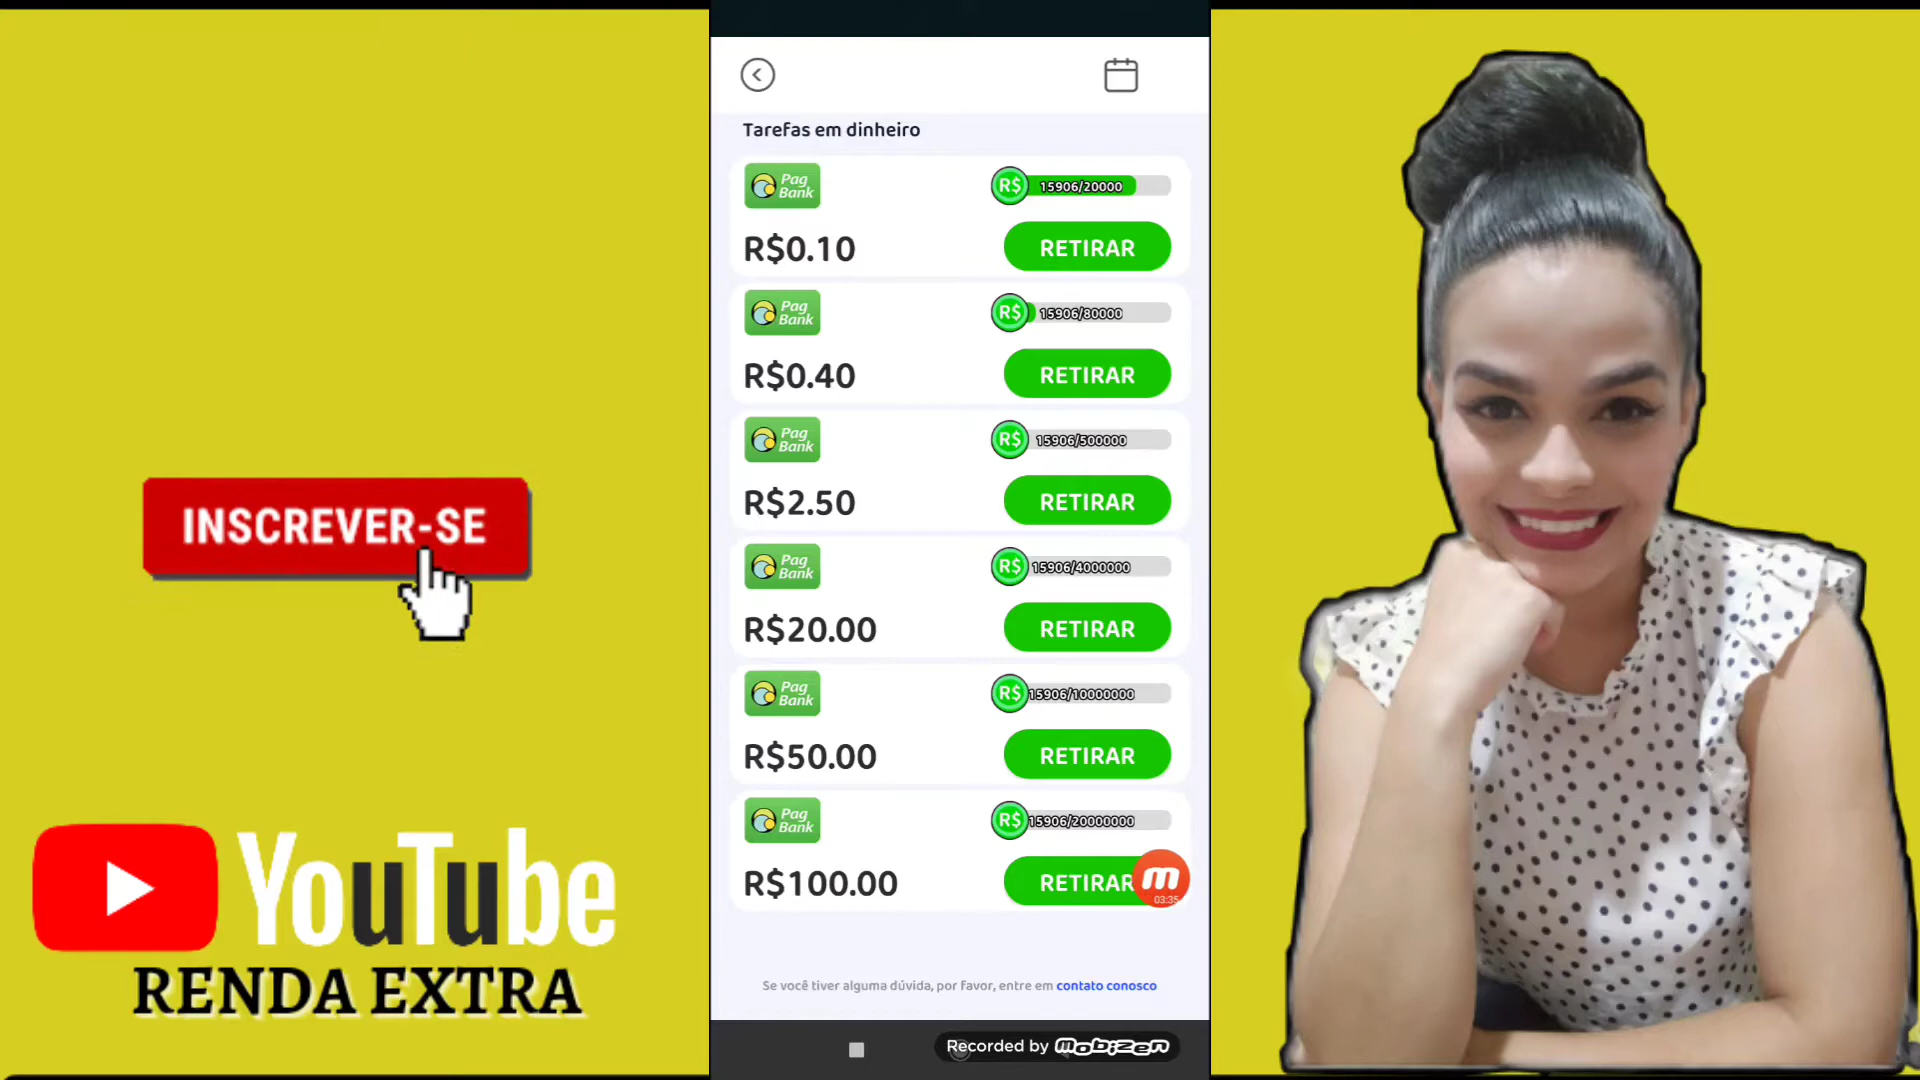 Tarefas em dinheiro
Pag
Bank
R$
15906/20000
R$0.10
RETIRAR
Pag
Bank
R$
15906/80000
R$0.40
RETIRAR
Pag
Bank
R$
15906/500000
R$2.50
RETIRAR
Pag
Bank
R$
15906/4000000
R$20.00
RETIRAR
Pag
Bank
R$
15906/10000000
R$50.00
RETIRAR
Pag
Bank
R$
15906/20000000
R$100.00
RETIRAR
m
03:35
Se você tiver alguma dúvida, por favor, entre em contato conosco
Recorded by mobizen
INSCREVER-SE
YouTube
RENDA EXTRA